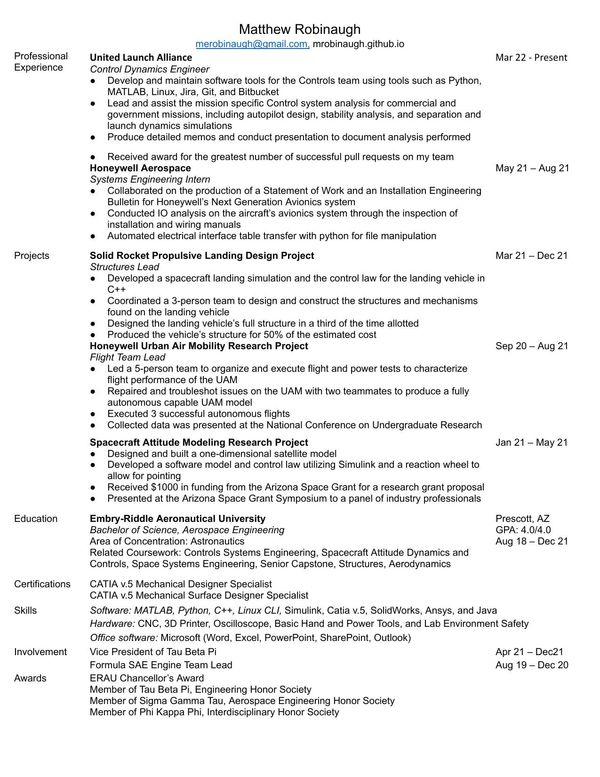 Matthew Robinaugh
merobinaugh@gmail.com, mrobinaugh.github.io
Professional Experience
United Launch Alliance Mar 22 - Present
Control Dynamics Engineer
● Develop and maintain software tools for the Controls team using tools such as Python,
MATLAB, Linux, Jira, Git, and Bitbucket
● Lead and assist the mission specific Control system analysis for commercial and
government missions, including autopilot design, stability analysis, and separation and
launch dynamics simulations
● Produce detailed memos and conduct presentation to document analysis performed
● Received award for the greatest number of successful pull requests on my team
Honeywell Aerospace May 21 – Aug 21
Systems Engineering Intern
● Collaborated on the production of a Statement of Work and an Installation Engineering
Bulletin for Honeywell's Next Generation Avionics system
● Conducted IO analysis on the aircraft's avionics system through the inspection of
installation and wiring manuals
● Automated electrical interface table transfer with python for file manipulation
Projects Solid Rocket Propulsive Landing Design Project Mar 21 – Dec 21
Structures Lead
● Developed a spacecraft landing simulation and the control law for the landing vehicle in
C++
● Coordinated a 3-person team to design and construct the structures and mechanisms
found on the landing vehicle
● Designed the landing vehicle's full structure in a third of the time allotted
● Produced the vehicle's structure for 50% of the estimated cost
Honeywell Urban Air Mobility Research Project Sep 20 – Aug 21
Flight Team Lead
● Led a 5-person team to organize and execute flight and power tests to characterize
flight performance of the UAM
● Repaired and troubleshot issues on the UAM with two teammates to produce a fully
autonomous capable UAM model
● Executed 3 successful autonomous flights
● Collected data was presented at the National Conference on Undergraduate Research
Spacecraft Attitude Modeling Research Project Jan 21 – May 21
● Designed and built a one-dimensional satellite model
● Developed a software model and control law utilizing Simulink and a reaction wheel to
allow for pointing
● Received $1000 in funding from the Arizona Space Grant for a research grant proposal
● Presented at the Arizona Space Grant Symposium to a panel of industry professionals
Education Embry-Riddle Aeronautical University Prescott, AZ
Bachelor of Science, Aerospace Engineering GPA: 4.0/4.0
Area of Concentration: Astronautics Aug 18 – Dec 21
Related Coursework: Controls Systems Engineering, Spacecraft Attitude Dynamics and
Controls, Space Systems Engineering, Senior Capstone, Structures, Aerodynamics
Certifications CATIA v.5 Mechanical Designer Specialist
CATIA v.5 Mechanical Surface Designer Specialist
Skills Software: MATLAB, Python, C++, Linux CLI, Simulink, Catia v.5, SolidWorks, Ansys, and Java
Hardware: CNC, 3D Printer, Oscilloscope, Basic Hand and Power Tools, and Lab Environment Safety
Office software: Microsoft (Word, Excel, PowerPoint, SharePoint, Outlook)
Involvement Vice President of Tau Beta Pi Apr 21 – Dec21
Formula SAE Engine Team Lead Aug 19 – Dec 20
Awards ERAU Chancellor's Award
Member of Tau Beta Pi, Engineering Honor Society
Member of Sigma Gamma Tau, Aerospace Engineering Honor Society
Member of Phi Kappa Phi, Interdisciplinary Honor Society